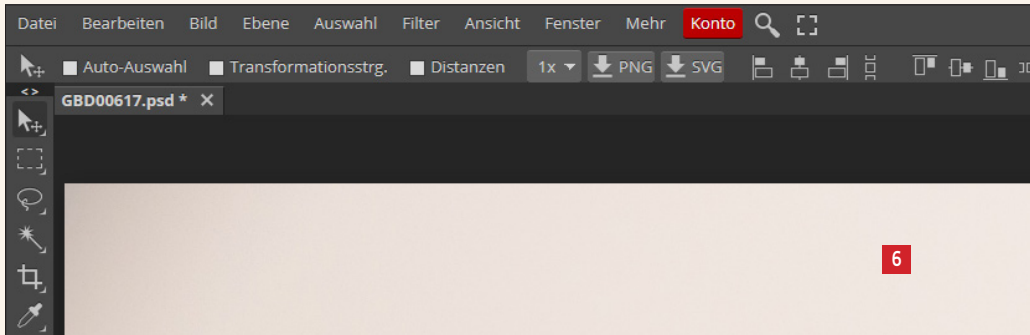 Datei Bearbeiten Bild Ebene Auswahl Filter Ansicht Fenster Mehr Konto
Auto-Auswahl Transformationsstrg. Distanzen 1x PNG SVG
<>
GBD00617.psd * X
6